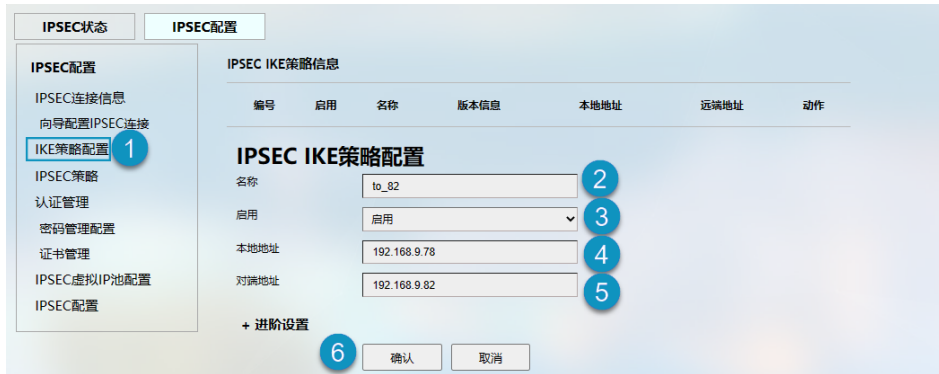 IPSEC状态 IPSEC配置
IPSEC配置
IPSEC连接信息
向导配置IPSEC连接
IKE策略配置 1
IPSEC策略
认证管理
密码管理配置
证书管理
IPSEC虚拟IP池配置
IPSEC配置
IPSEC IKE策略信息
编号 启用 名称 版本信息 本地地址 远端地址 动作
IPSEC IKE策略配置
名称 to_82 2
启用 启用 3
本地地址 192.168.9.78 4
对端地址 192.168.9.82 5
+ 进阶设置
6 确认 取消